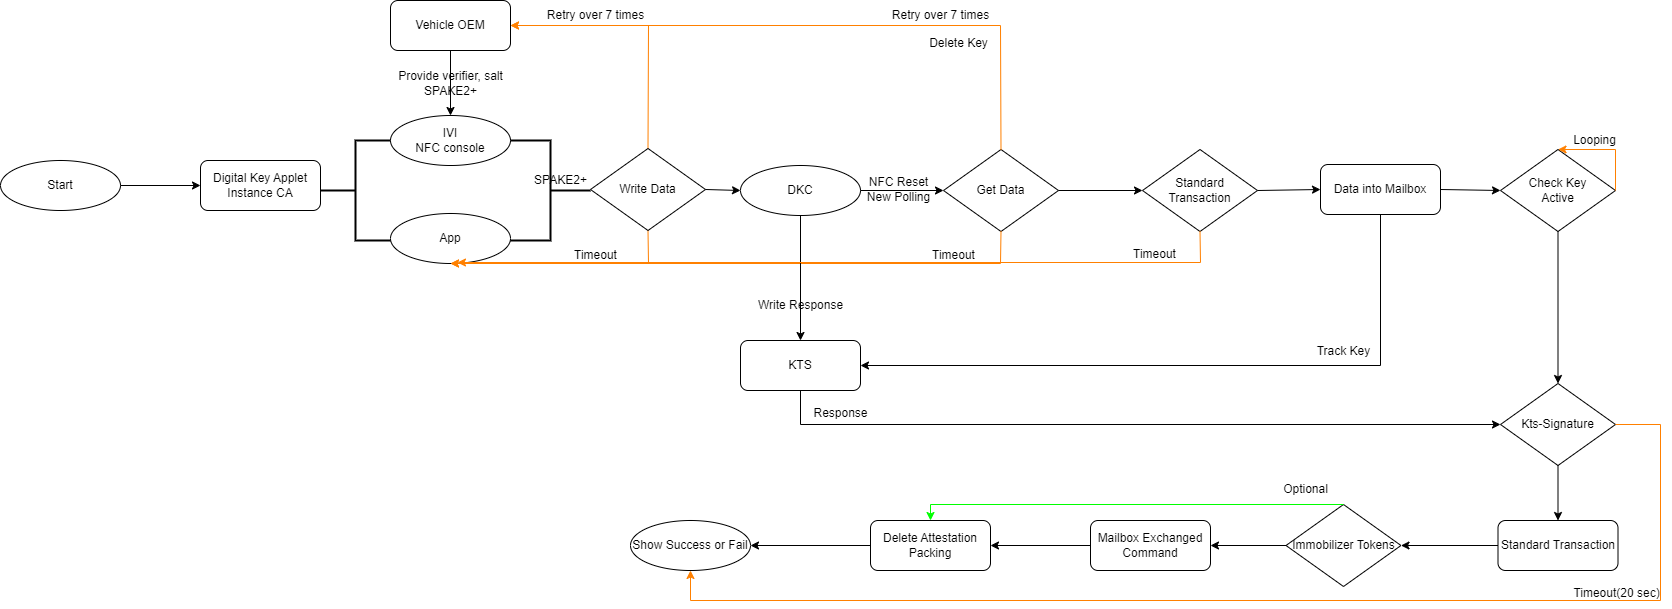 Vehicle OEM
Retry over 7 times
Retry over 7 times
Delete Key
Provide verifier, salt
SPAKE2+
IVI
NFC console
Looping
Start
Digital Key Applet
Instance CA
SPAKE2+
Write Data
DKC
NFC Reset
New Polling
Get Data
Standard
Transaction
Data into Mailbox
Check Key
Active
App
Timeout
Timeout
Timeout
Write Response
KTS
Track Key
Response
Kts-Signature
Optional
Show Success or Fail
Delete Attestation
Packing
Mailbox Exchanged
Command
Immobilizer Tokens
Standard Transaction
Timeout(20 sec)